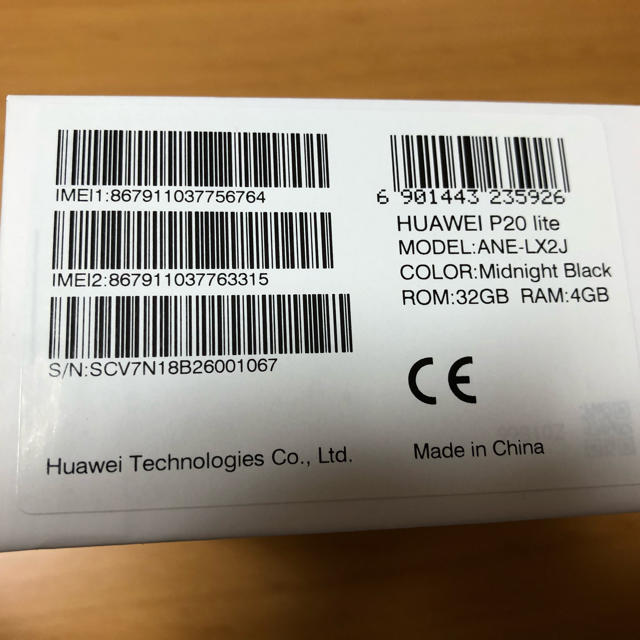 IMEI1:867911037756764
IMEI2:867911037763315
S/N:SCV7N18B26001067
Huawei Technologies Co., Ltd.
6 901443 235926
HUAWEI P20 lite
MODEL:ANE-LX2J
COLOR:Midnight Black
ROM:32GB RAM:4GB
CE
Made in China